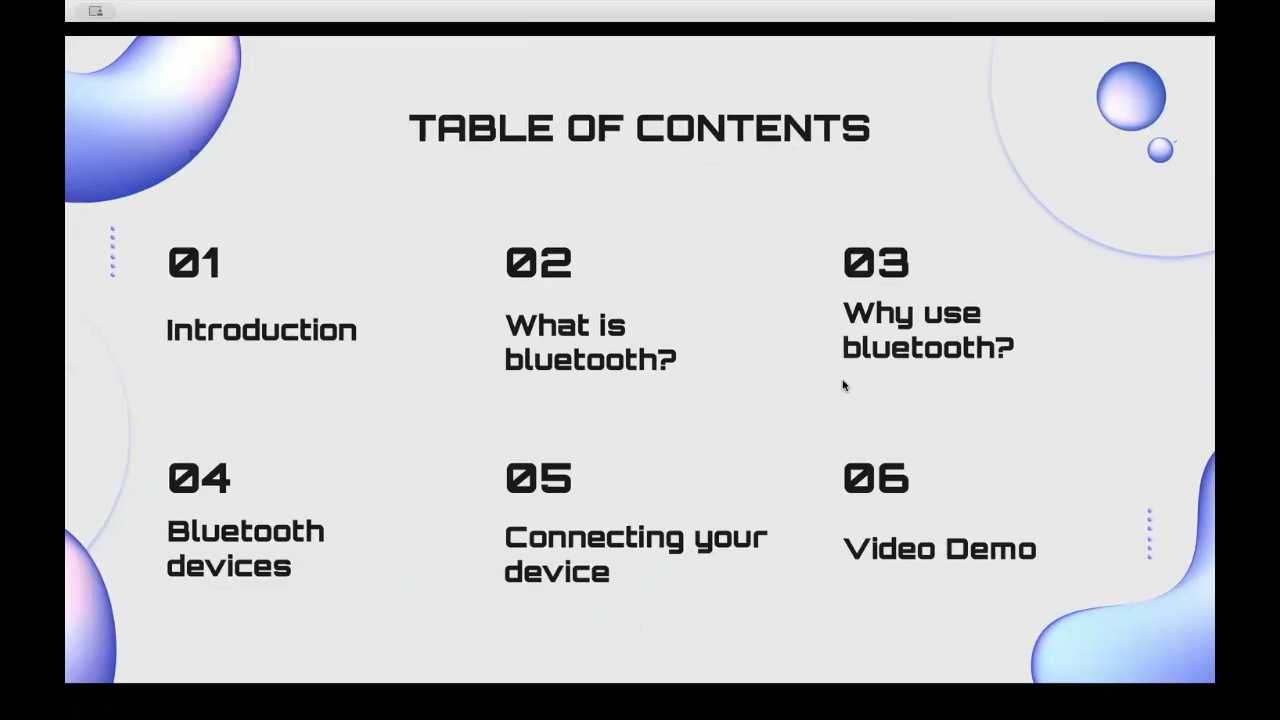 TABLE OF CONTENTS
01
Introduction
02
What is
bluetooth?
03
Why use
bluetooth?
04
Bluetooth
devices
05
Connecting your
device
06
Video Demo